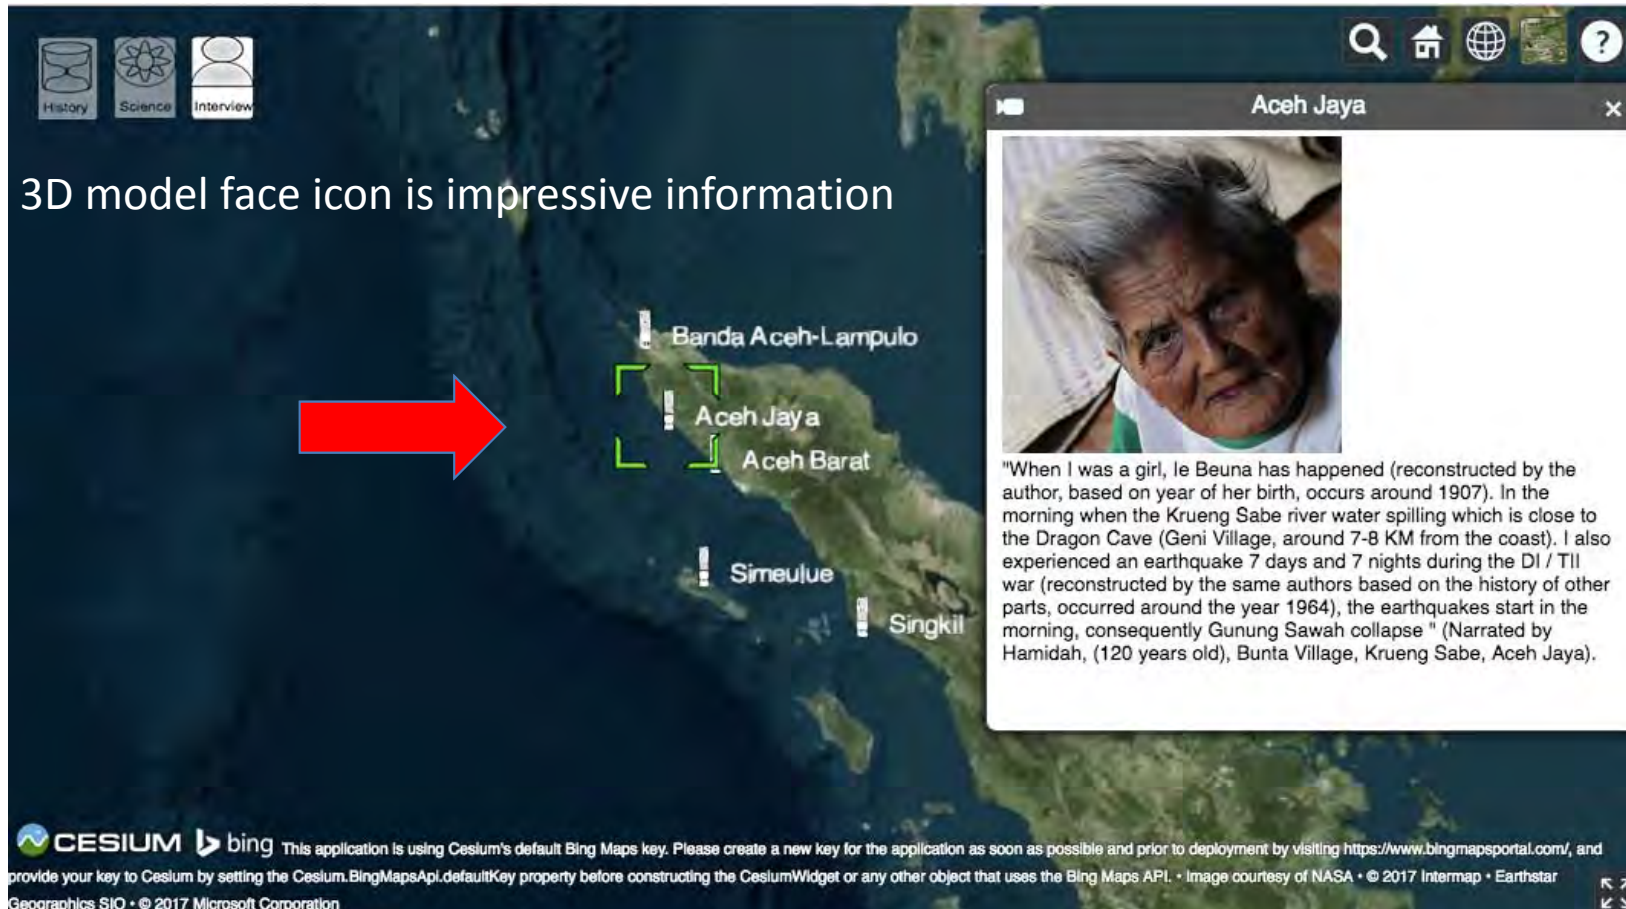 History Science Interview
?
Aceh Jaya ×
3D model face icon is impressive information
Banda Aceh-Lampulo
Aceh Jaya
Aceh Barat
Simeulue
Singkil
"When I was a girl, Ie Beuna has happened (reconstructed by the
author, based on year of her birth, occurs around 1907). In the
morning when the Krueng Sabe river water spilling which is close to
the Dragon Cave (Geni Village, around 7-8 KM from the coast). I also
experienced an earthquake 7 days and 7 nights during the DI / TII
war (reconstructed by the same authors based on the history of other
parts, occurred around the year 1964), the earthquakes start in the
morning, consequently Gunung Sawah collapse " (Narrated by
Hamidah, (120 years old), Bunta Village, Krueng Sabe, Aceh Jaya).
CESIUM bing This application is using Cesium's default Bing Maps key. Please create a new key for the application as soon as possible and prior to deployment by visiting https://www.bingmapsportal.com/, and
provide your key to Cesium by setting the Cesium.BingMapsApi.defaultKey property before constructing the CesiumWidget or any other object that uses the Bing Maps API. • Image courtesy of NASA • © 2017 Intermap • Earthstar
Geographics SIO • © 2017 Microsoft Corporation